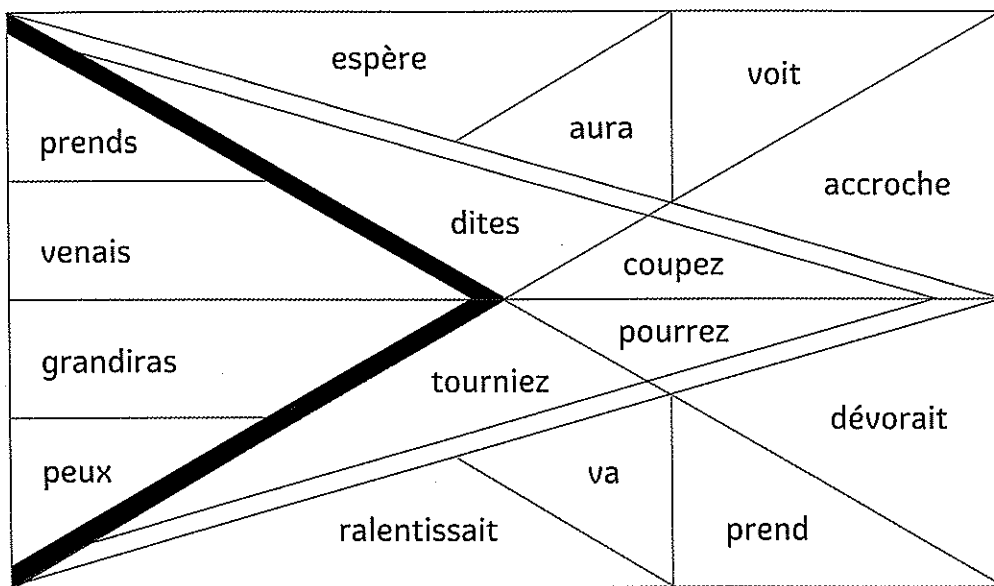 espère
voit
aura
prends
accroche
dites
venais
coupez
pourrez
grandiras
tourniez
dévorait
peux
va
ralentissait
prend